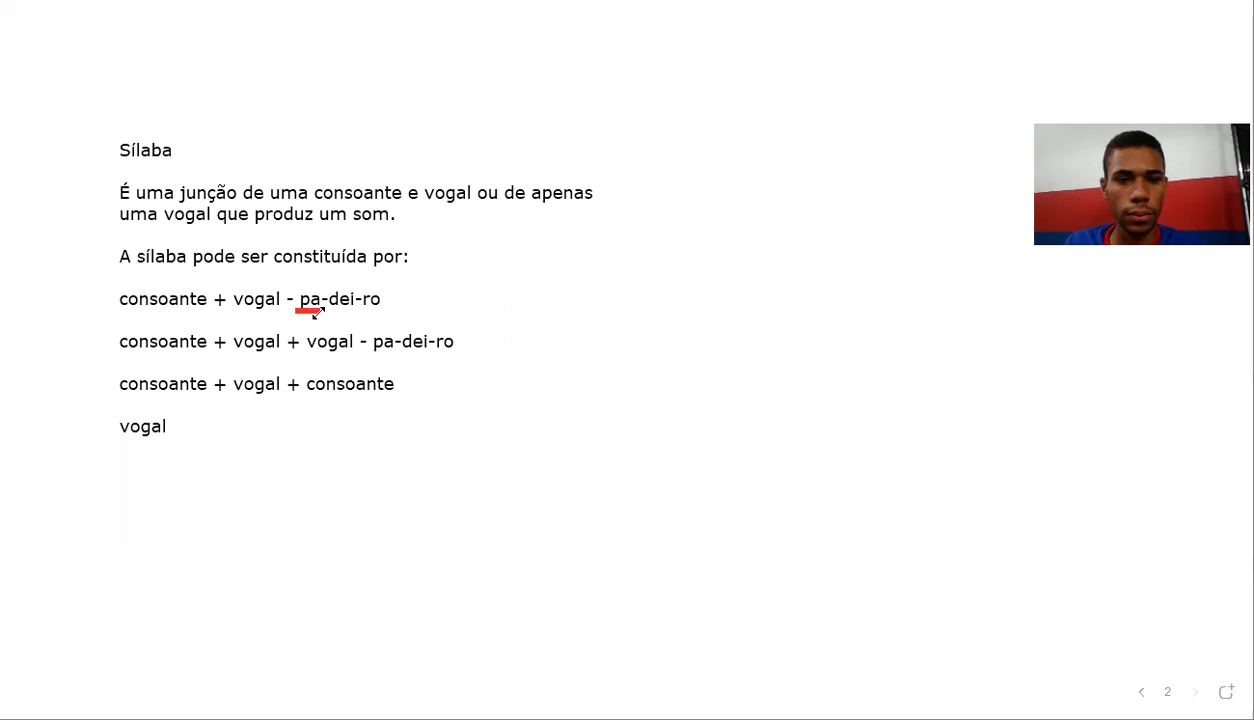 Sílaba
É uma junção de uma consoante e vogal ou de apenas
uma vogal que produz um som.
A sílaba pode ser constituída por:
consoante + vogal - pa-dei-ro
consoante + vogal + vogal - pa-dei-ro
consoante + vogal + consoante
vogal
2